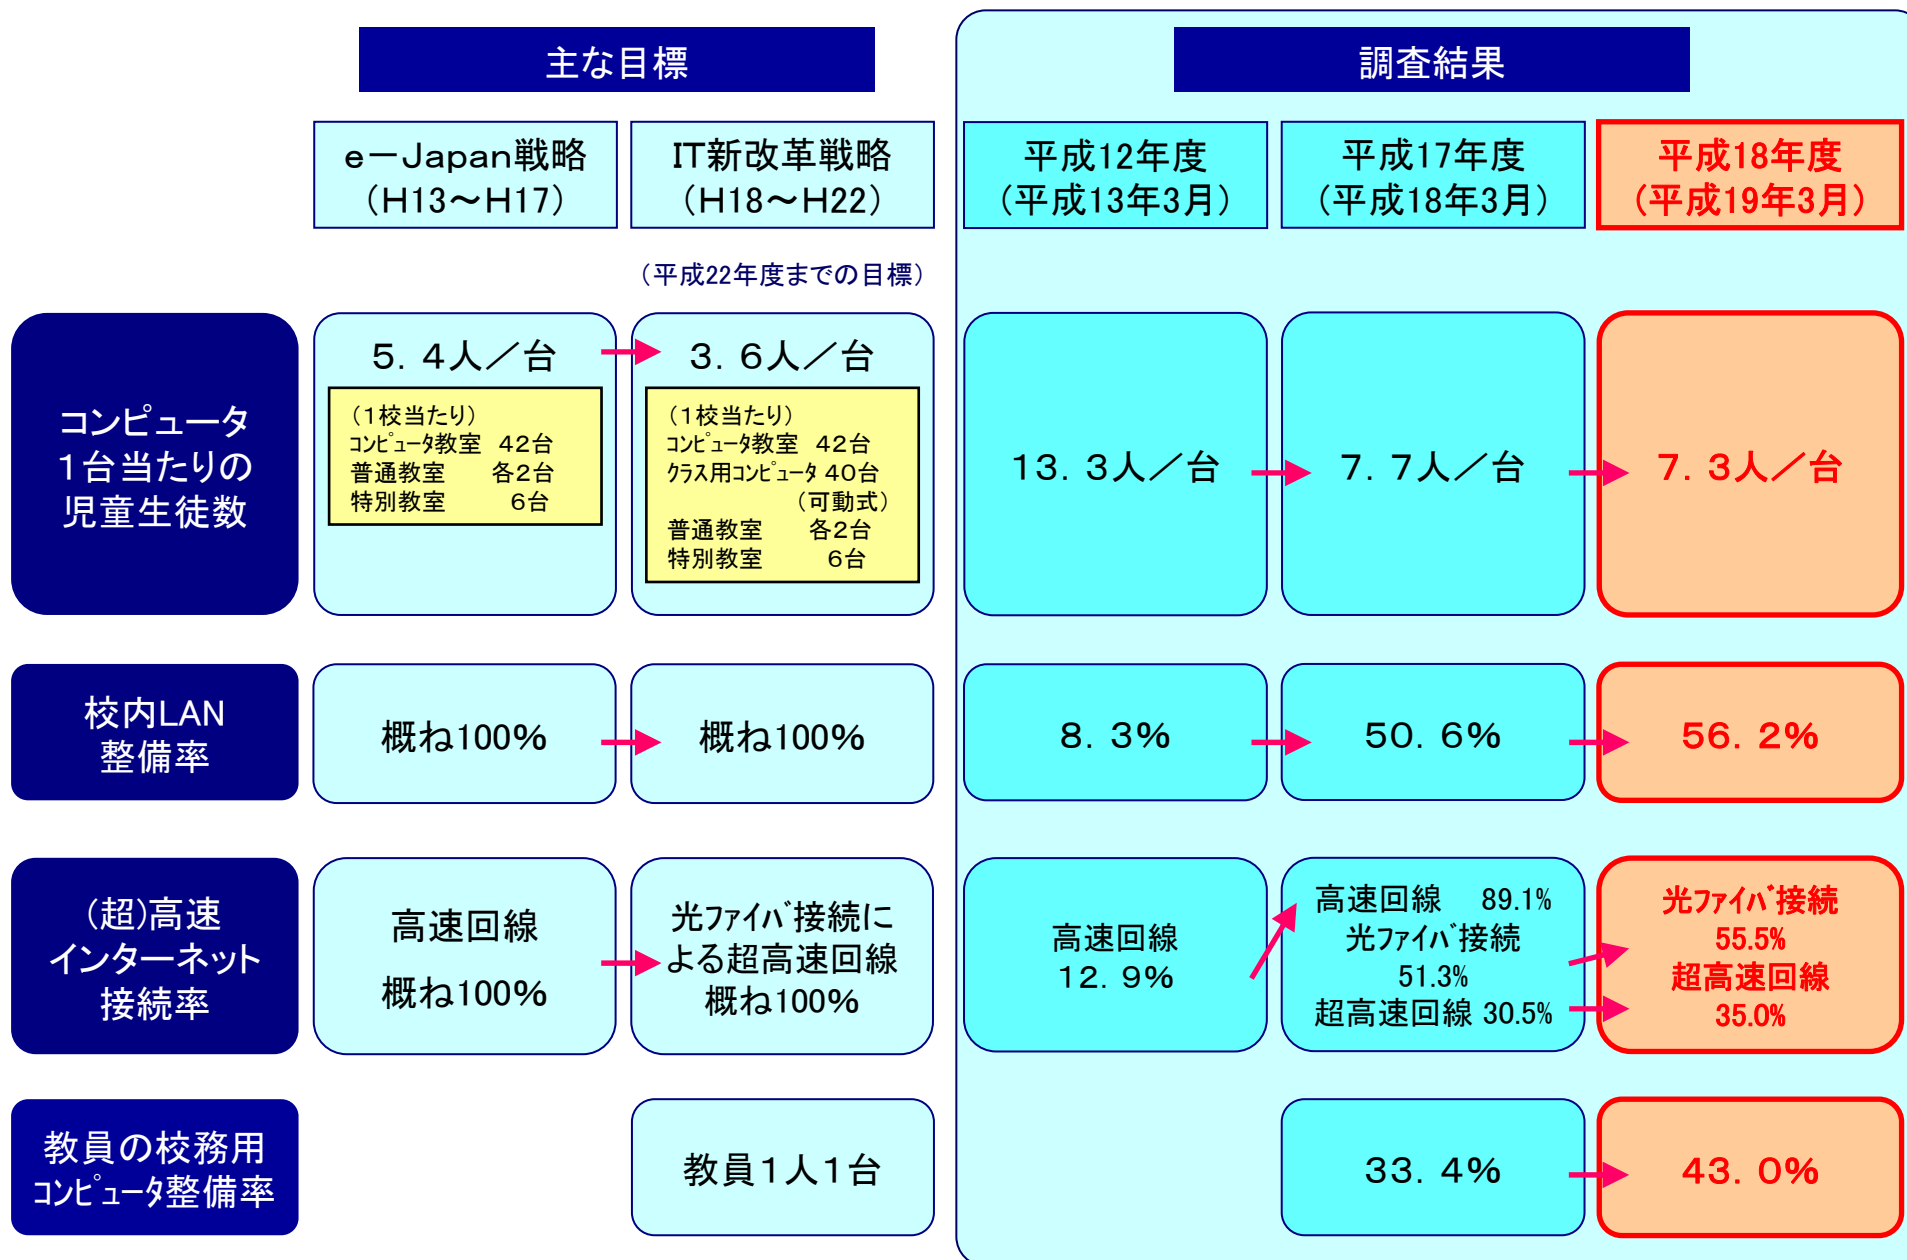 主な目標
調査結果
e－Japan戦略
（H13～H17）
IT新改革戦略
（H18～H22）
平成12年度
（平成13年3月）
平成17年度
（平成18年3月）
平成18年度
（平成19年3月）
（平成22年度までの目標）
コンピュータ
１台当たりの
児童生徒数
５．４人／台
（１校当たり）
ｺﾝﾋﾟｭｰﾀ教室 42台
普通教室 各2台
特別教室 6台
３．６人／台
（１校当たり）
ｺﾝﾋﾟｭｰﾀ教室 42台
ｸﾗｽ用ｺﾝﾋﾟｭｰﾀ 40台
（可動式）
普通教室 各2台
特別教室 6台
１３．３人／台
７．７人／台
７．３人／台
校内LAN
整備率
概ね100％
概ね100％
８．３％
５０．６％
５６．２％
(超)高速
インターネット
接続率
高速回線
概ね100％
光ﾌｧｲﾊﾞ接続に
よる超高速回線
概ね100％
高速回線
１２．９％
高速回線 89.1%
光ﾌｧｲﾊﾞ接続
51.3%
超高速回線 30.5%
光ﾌｧｲﾊﾞ接続
55.5%
超高速回線
35.0%
教員の校務用
ｺﾝﾋﾟｭｰﾀ整備率
教員１人１台
３３．４％
４３．０％